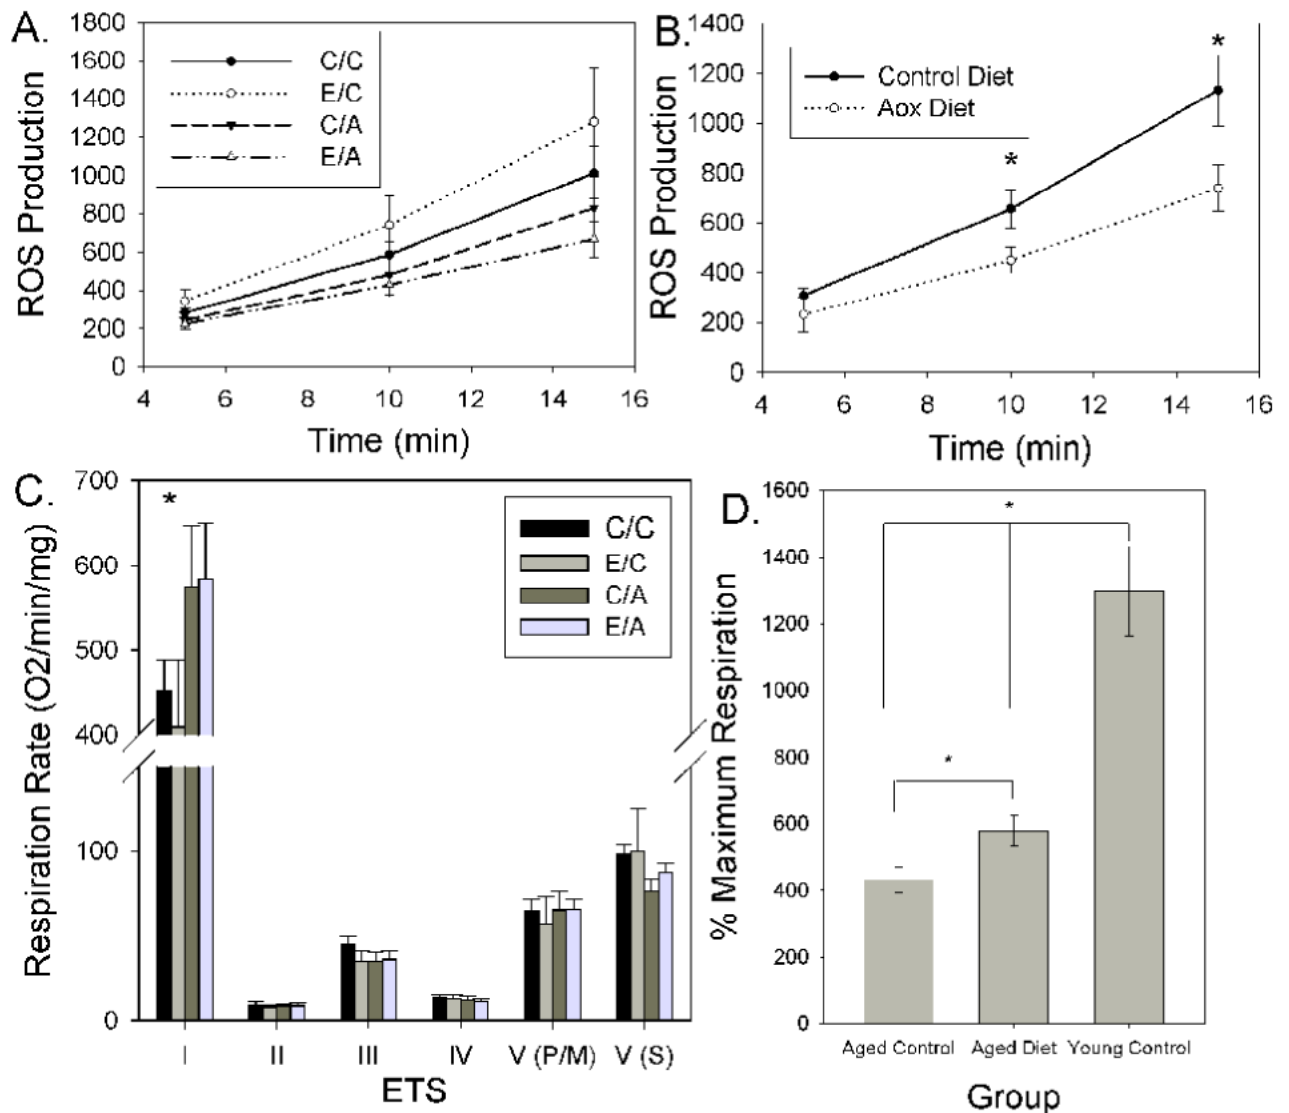 A.
1800
1600
1400
1200
1000
800
600
400
200
0
ROS Production
C/C
E/C
C/A
E/A
4 6 8 10 12 14 16
Time (min)
B.
1400
1200
1000
800
600
400
200
0
ROS Production
Control Diet
Aox Diet
*
*
4 6 8 10 12 14 16
Time (min)
C.
700
600
500
400
100
0
Respiration Rate (O2/min/mg)
*
C/C
E/C
C/A
E/A
I II III IV V (P/M) V (S)
ETS
D.
1600
1400
1200
1000
800
600
400
200
0
% Maximum Respiration
*
*
Aged Control Aged Diet Young Control
Group